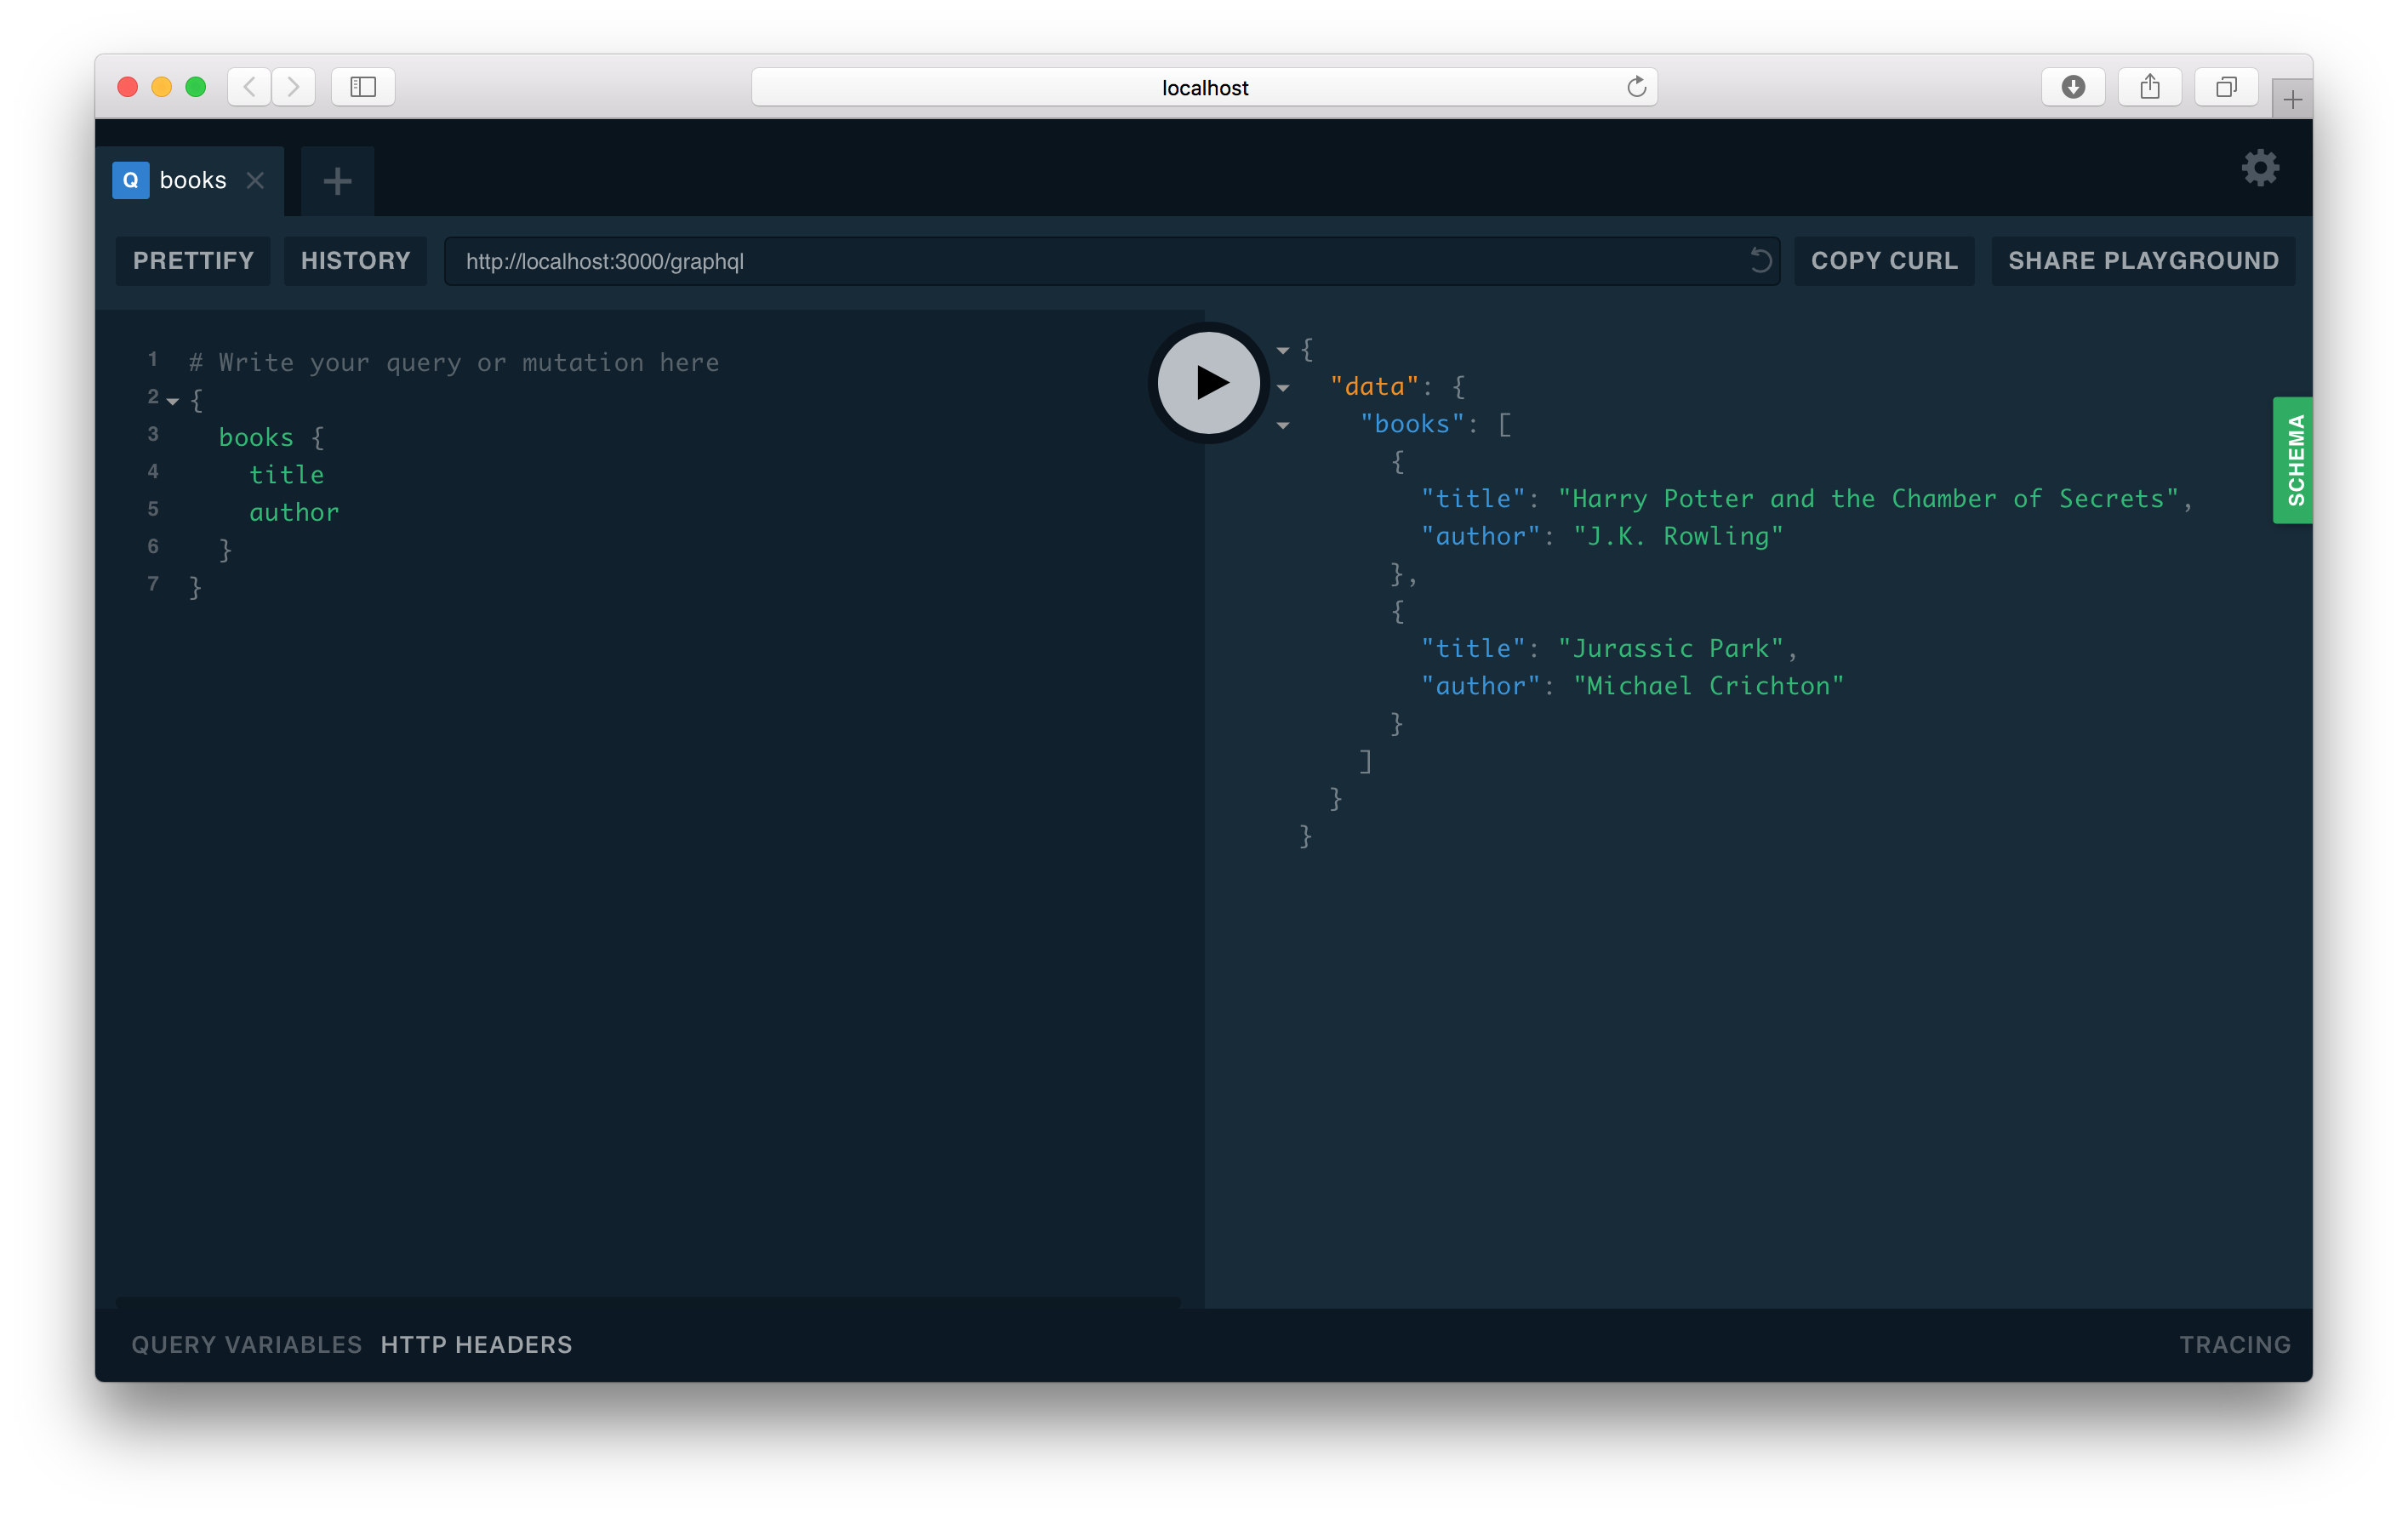 localhost
Q books
PRETTIFY HISTORY http://localhost:3000/graphql COPY CURL SHARE PLAYGROUND
1 # Write your query or mutation here
2 {
3   books {
4     title
5     author
6   }
7 }
{
  "data": {
    "books": [
      {
        "title": "Harry Potter and the Chamber of Secrets",
        "author": "J.K. Rowling"
      },
      {
        "title": "Jurassic Park",
        "author": "Michael Crichton"
      }
    ]
  }
}
SCHEMA
QUERY VARIABLES HTTP HEADERS TRACING